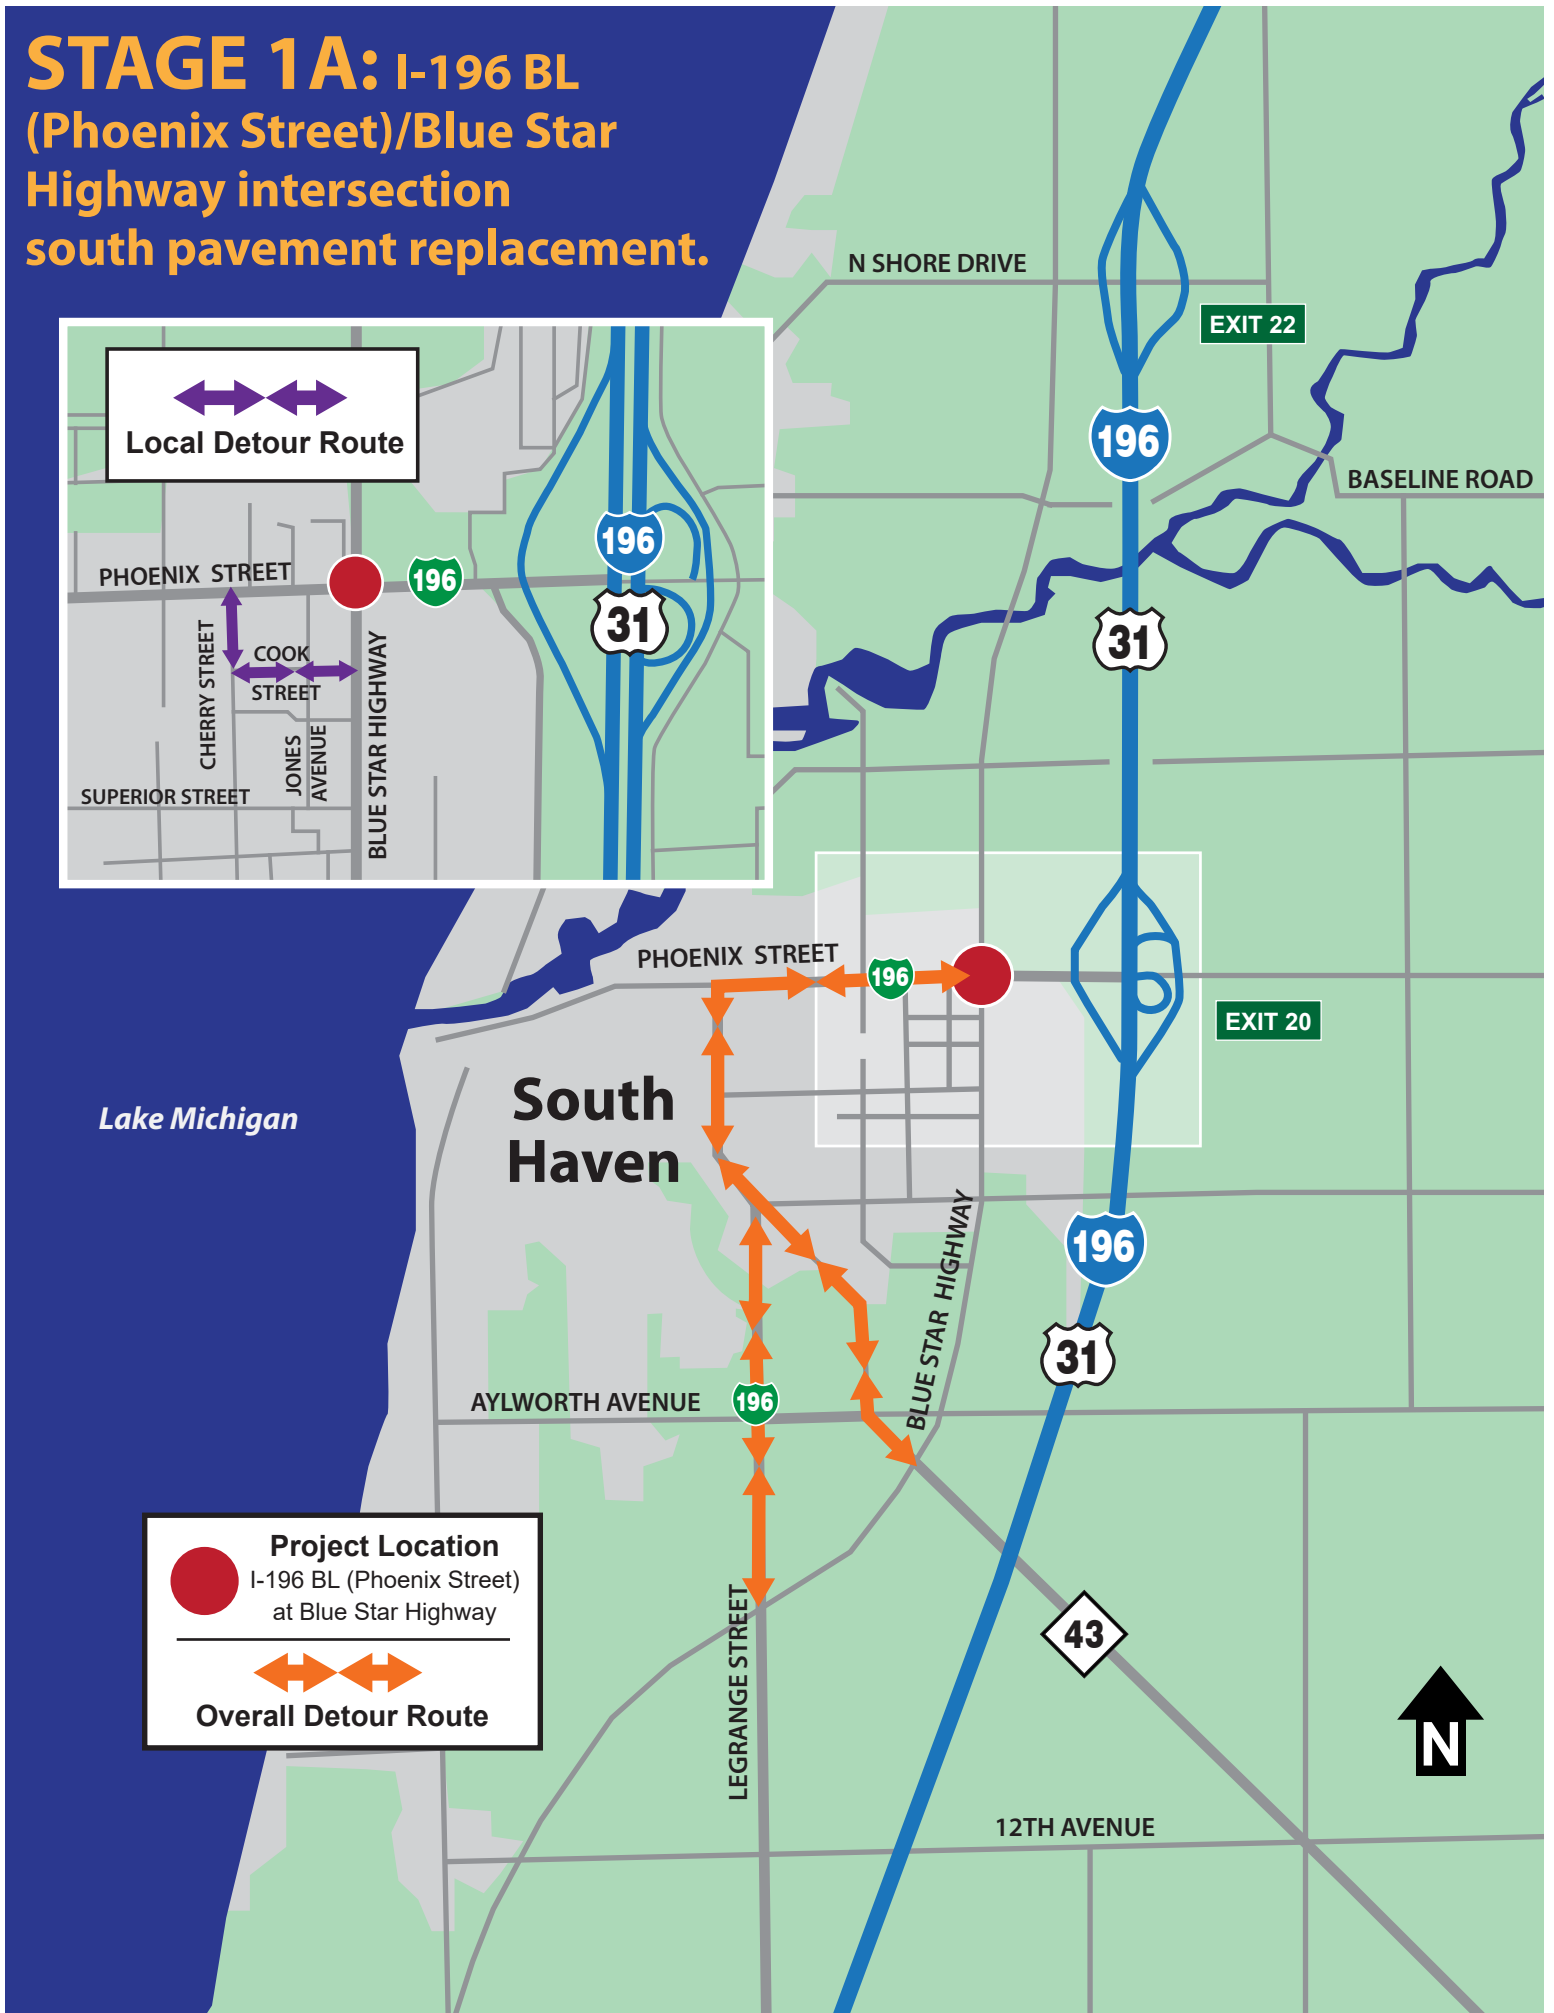 STAGE 1A: I-196 BL
(Phoenix Street)/Blue Star
Highway intersection
south pavement replacement.
N SHORE DRIVE
EXIT 22
196
BASELINE ROAD
31
Local Detour Route
196
PHOENIX STREET
196
31
CHERRY STREET
COOK
STREET
JONES
AVENUE
BLUE STAR HIGHWAY
SUPERIOR STREET
PHOENIX STREET
196
EXIT 20
South
Haven
Lake Michigan
BLUE STAR HIGHWAY
196
31
AYLWORTH AVENUE
196
Project Location
I-196 BL (Phoenix Street)
at Blue Star Highway
Overall Detour Route
LEGRANGE STREET
43
N
12TH AVENUE